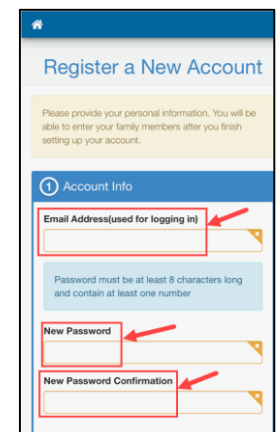 Register a New Account
Please provide your personal information. You will be
able to enter your family members after you finish
setting up your account.
1 Account Info
Email Address(used for logging in)
Password must be at least 8 characters long
and contain at least one number
New Password
New Password Confirmation